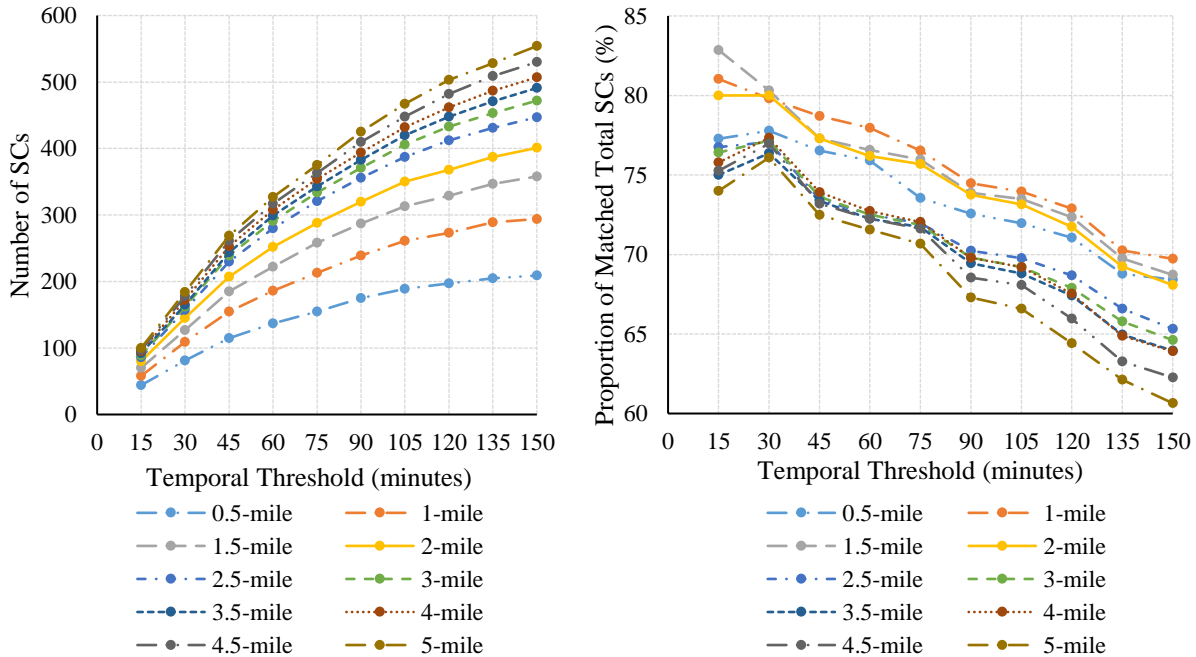 Number of SCs
600
500
400
300
200
100
0
0 15 30 45 60 75 90 105 120 135 150
Temporal Threshold (minutes)
0.5-mile 1-mile
1.5-mile 2-mile
2.5-mile 3-mile
3.5-mile 4-mile
4.5-mile 5-mile
Proportion of Matched Total SCs (%)
85
80
75
70
65
60
0 15 30 45 60 75 90 105 120 135 150
Temporal Threshold (minutes)
0.5-mile 1-mile
1.5-mile 2-mile
2.5-mile 3-mile
3.5-mile 4-mile
4.5-mile 5-mile